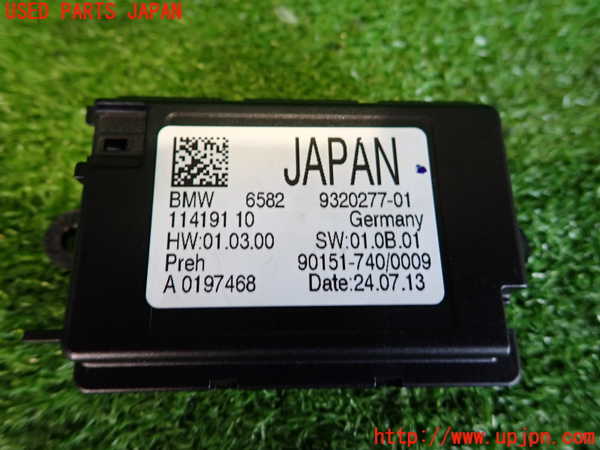 USED PARTS JAPAN
JAPAN
BMW 6582 9320277-01
114191 10 Germany
HW:01.03.00 SW:01.0B.01
Preh 90151-740/0009
A 0197468 Date:24.07.13
http://www.upjpn.com/